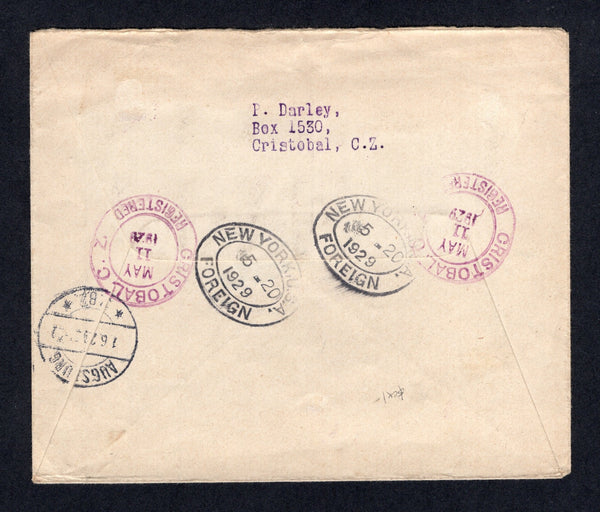 P. Darley,
Box 1530,
Cristobal, C.Z.
REGISTERED
CRISTOBAL, C.Z.
MAY
11
1929
NEW YORK, U.S.A.
5 - 20
1929
FOREIGN
NEW YORK,
5 - 20
1929
FOREIGN
REGISTERED
CRISTOBAL
MAY
11
1929
AUGSBURG